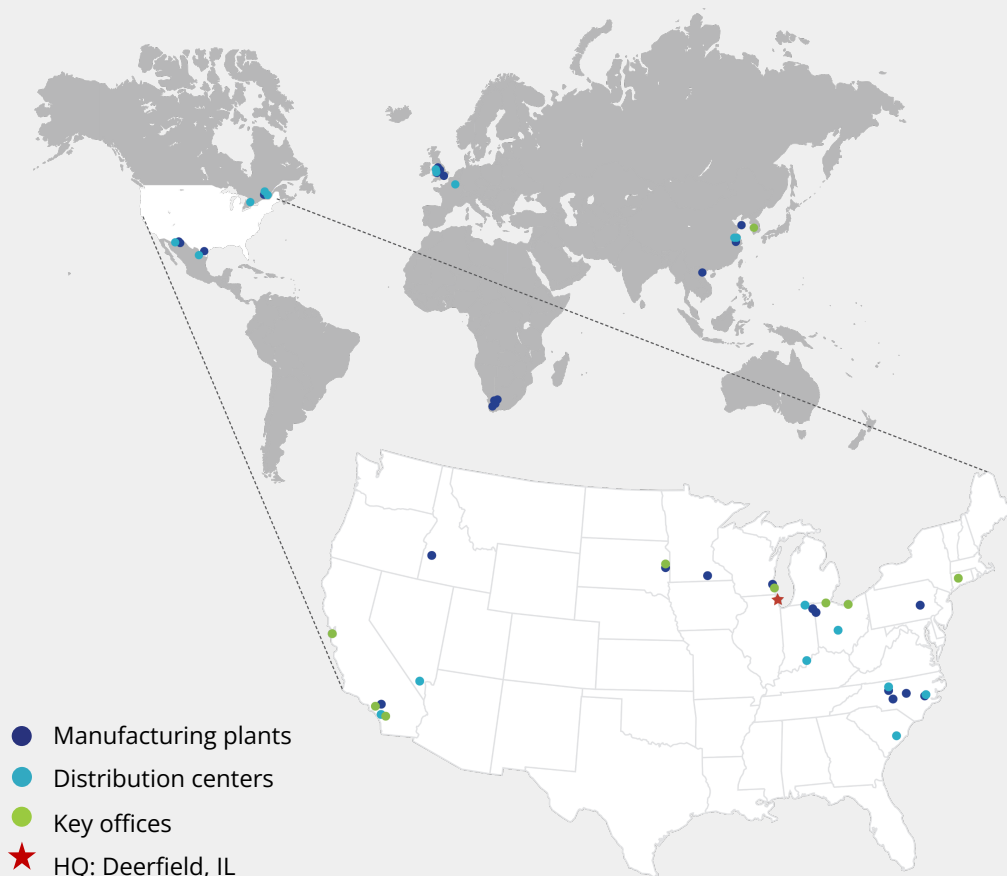 Manufacturing plants
Distribution centers
Key offices
HQ: Deerfield, IL